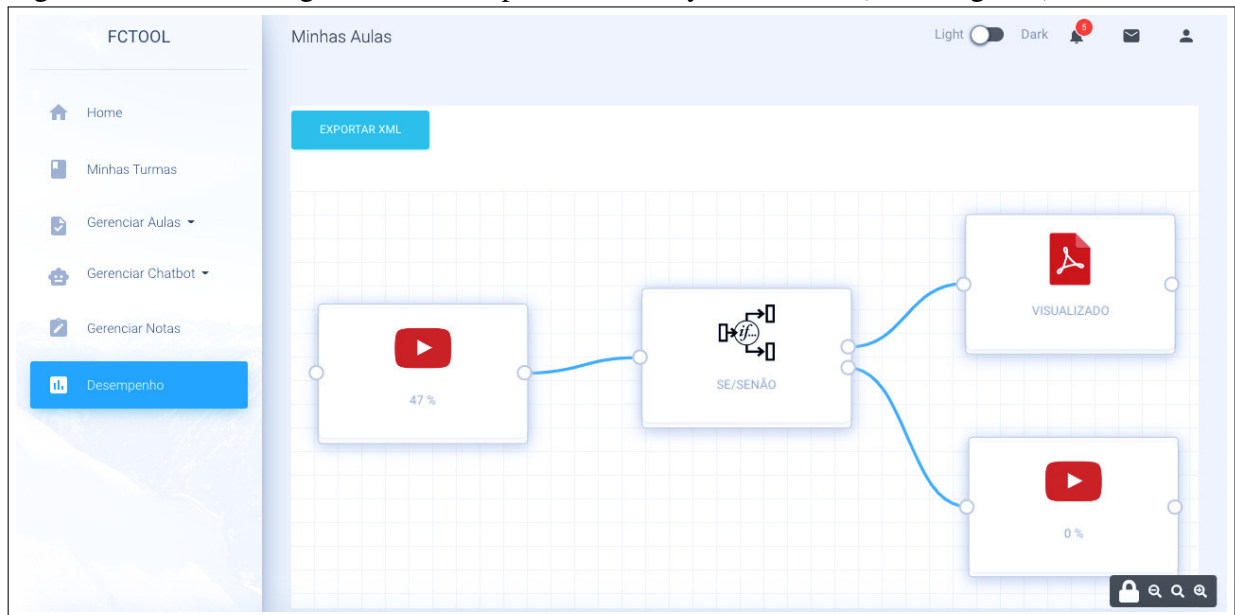 FCTOOL
Minhas Aulas
Light
Dark
5
Home
Minhas Turmas
Gerenciar Aulas
Gerenciar Chatbot
Gerenciar Notas
Desempenho
EXPORTAR XML
47 %
if...
SE/SENÃO
VISUALIZADO
0 %